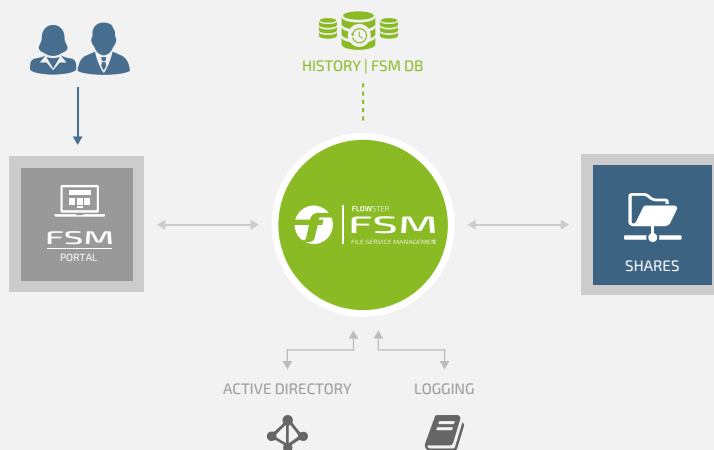 HISTORY | FSM DB
FSM
PORTAL
FLOWSTER
FSM
FILE SERVICE MANAGEMENT
SHARES
ACTIVE DIRECTORY
LOGGING